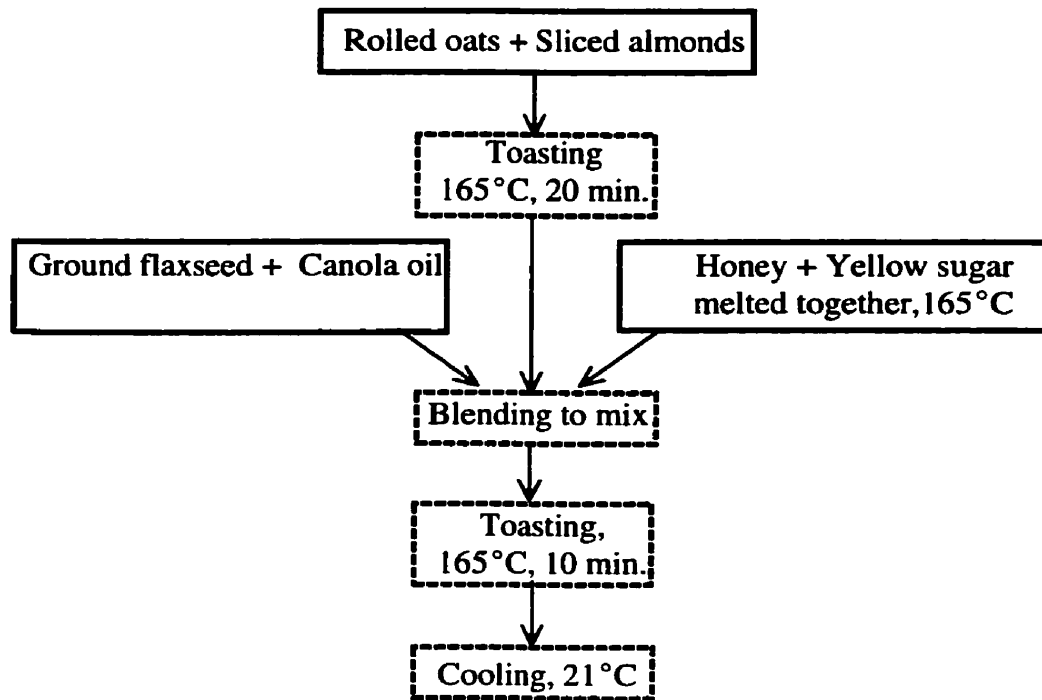 Rolled oats + Sliced almonds
Toasting
165°C, 20 min.
Ground flaxseed + Canola oil
Honey + Yellow sugar
melted together, 165°C
Blending to mix
Toasting,
165°C, 10 min.
Cooling, 21°C